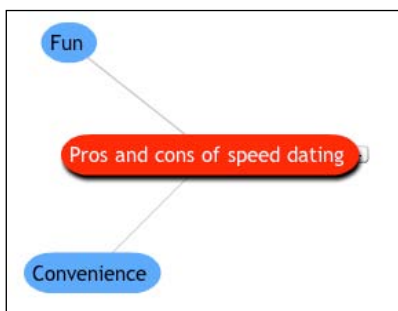 Fun
Pros and cons of speed dating
Convenience